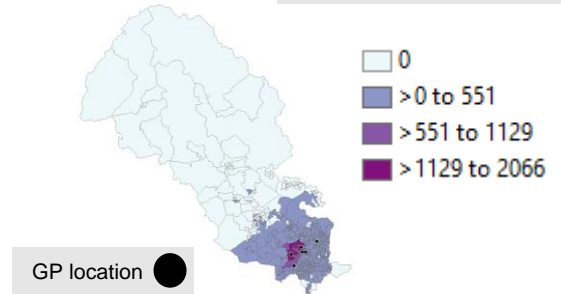 0
>0 to 551
>551 to 1129
>1129 to 2066
GP location